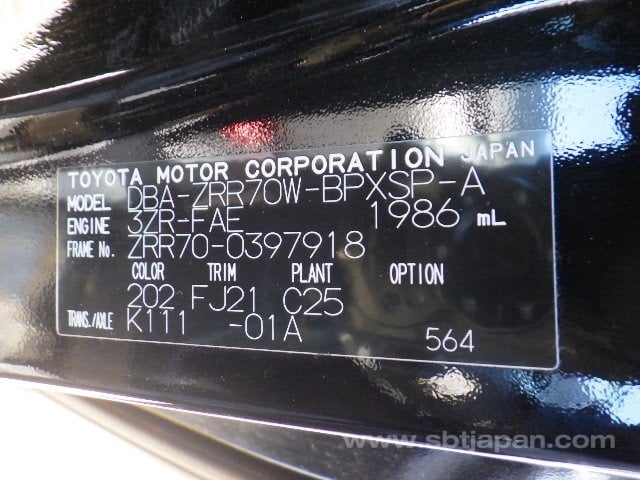 TOYOTA MOTOR CORPORATION JAPAN
MODEL DBA-ZRR70W-BPXSP-A
ENGINE 3ZR-FAE 1986 mL
FRAME No. ZRR70-0397918
COLOR TRIM PLANT OPTION
202 FJ21 C25
TRANS./AXLE K111 -01A 564
www.sbtjapan.com